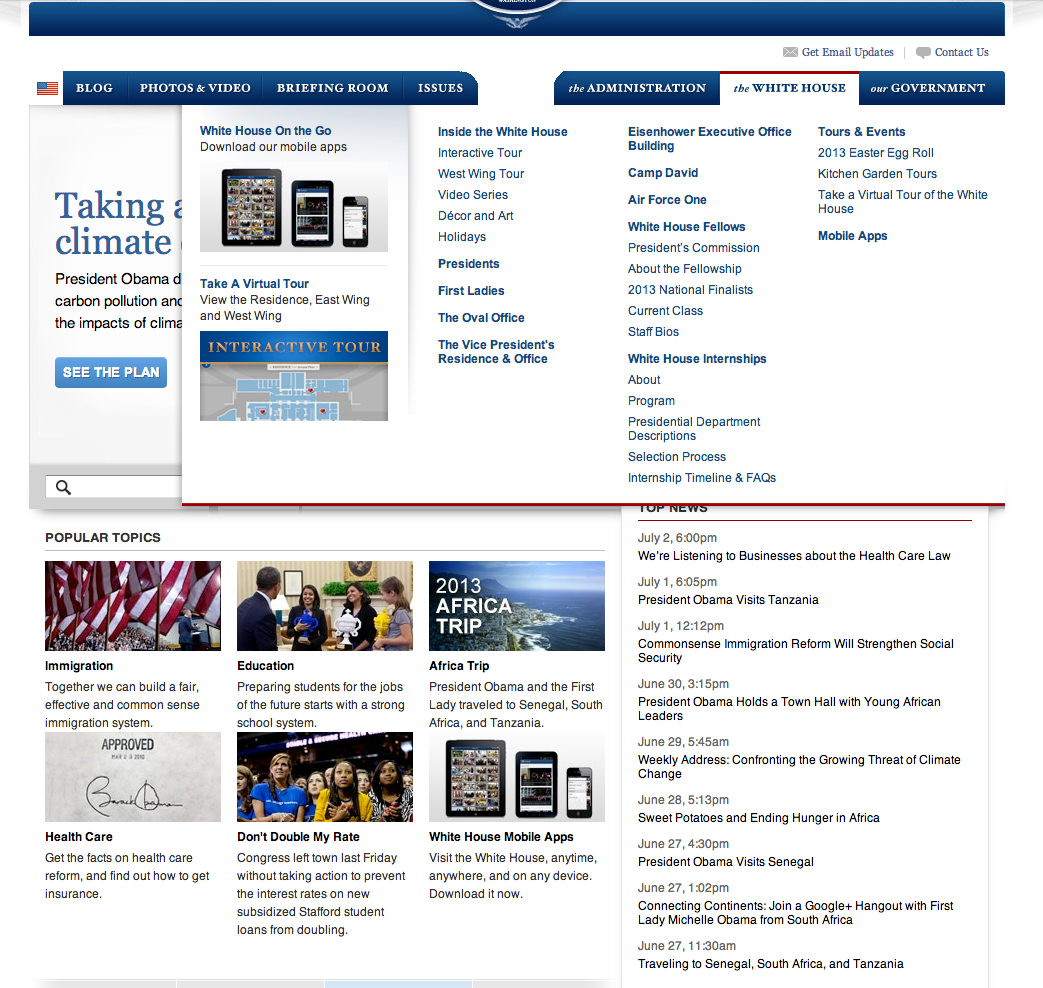 Get Email Updates
Contact Us
BLOG
PHOTOS & VIDEO
BRIEFING ROOM
ISSUES
the ADMINISTRATION
the WHITE HOUSE
our GOVERNMENT
Taking
climate
President Obama d
carbon pollution and
the impacts of clima
SEE THE PLAN
White House On the Go
Download our mobile apps
Take A Virtual Tour
View the Residence, East Wing
and West Wing
INTERACTIVE TOUR
Inside the White House
Interactive Tour
West Wing Tour
Video Series
Décor and Art
Holidays
Presidents
First Ladies
The Oval Office
The Vice President's
Residence & Office
Eisenhower Executive Office
Building
Camp David
Air Force One
White House Fellows
President's Commission
About the Fellowship
2013 National Finalists
Current Class
Staff Bios
White House Internships
About
Program
Presidential Department
Descriptions
Selection Process
Internship Timeline & FAQs
Tours & Events
2013 Easter Egg Roll
Kitchen Garden Tours
Take a Virtual Tour of the White
House
Mobile Apps
POPULAR TOPICS
Immigration
Together we can build a fair,
effective and common sense
immigration system.
Education
Preparing students for the jobs
of the future starts with a strong
school system.
2013
AFRICA
TRIP
Africa Trip
President Obama and the First
Lady traveled to Senegal, South
Africa, and Tanzania.
APPROVED
MAR 23 2010
Barack Obama
Health Care
Get the facts on health care
reform, and find out how to get
insurance.
Don't Double My Rate
Congress left town last Friday
without taking action to prevent
the interest rates on new
subsidized Stafford student
loans from doubling.
White House Mobile Apps
Visit the White House, anytime,
anywhere, and on any device.
Download it now.
TOP NEWS
July 2, 6:00pm
We're Listening to Businesses about the Health Care Law
July 1, 6:05pm
President Obama Visits Tanzania
July 1, 12:12pm
Commonsense Immigration Reform Will Strengthen Social
Security
June 30, 3:15pm
President Obama Holds a Town Hall with Young African
Leaders
June 29, 5:45am
Weekly Address: Confronting the Growing Threat of Climate
Change
June 28, 5:13pm
Sweet Potatoes and Ending Hunger in Africa
June 27, 4:30pm
President Obama Visits Senegal
June 27, 1:02pm
Connecting Continents: Join a Google+ Hangout with First
Lady Michelle Obama from South Africa
June 27, 11:30am
Traveling to Senegal, South Africa, and Tanzania